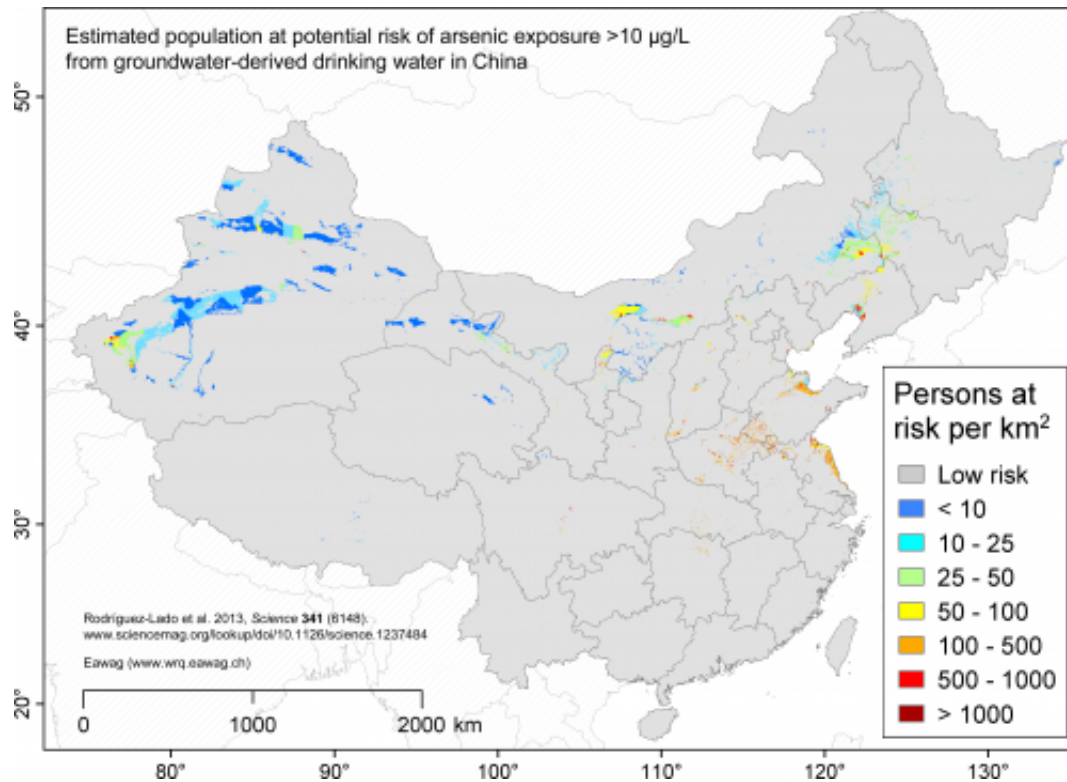 Estimated population at potential risk of arsenic exposure >10 µg/L
from groundwater-derived drinking water in China
50°
40°
30°
20°
Persons at
risk per km²
Low risk
< 10
10 - 25
25 - 50
50 - 100
100 - 500
500 - 1000
> 1000
Rodríguez-Lado et al. 2013, Science 341 (6148).
www.sciencemag.org/lookup/doi/10.1126/science.1237484
Eawag (www.wrq.eawag.ch)
0 1000 2000 km
80° 90° 100° 110° 120° 130°